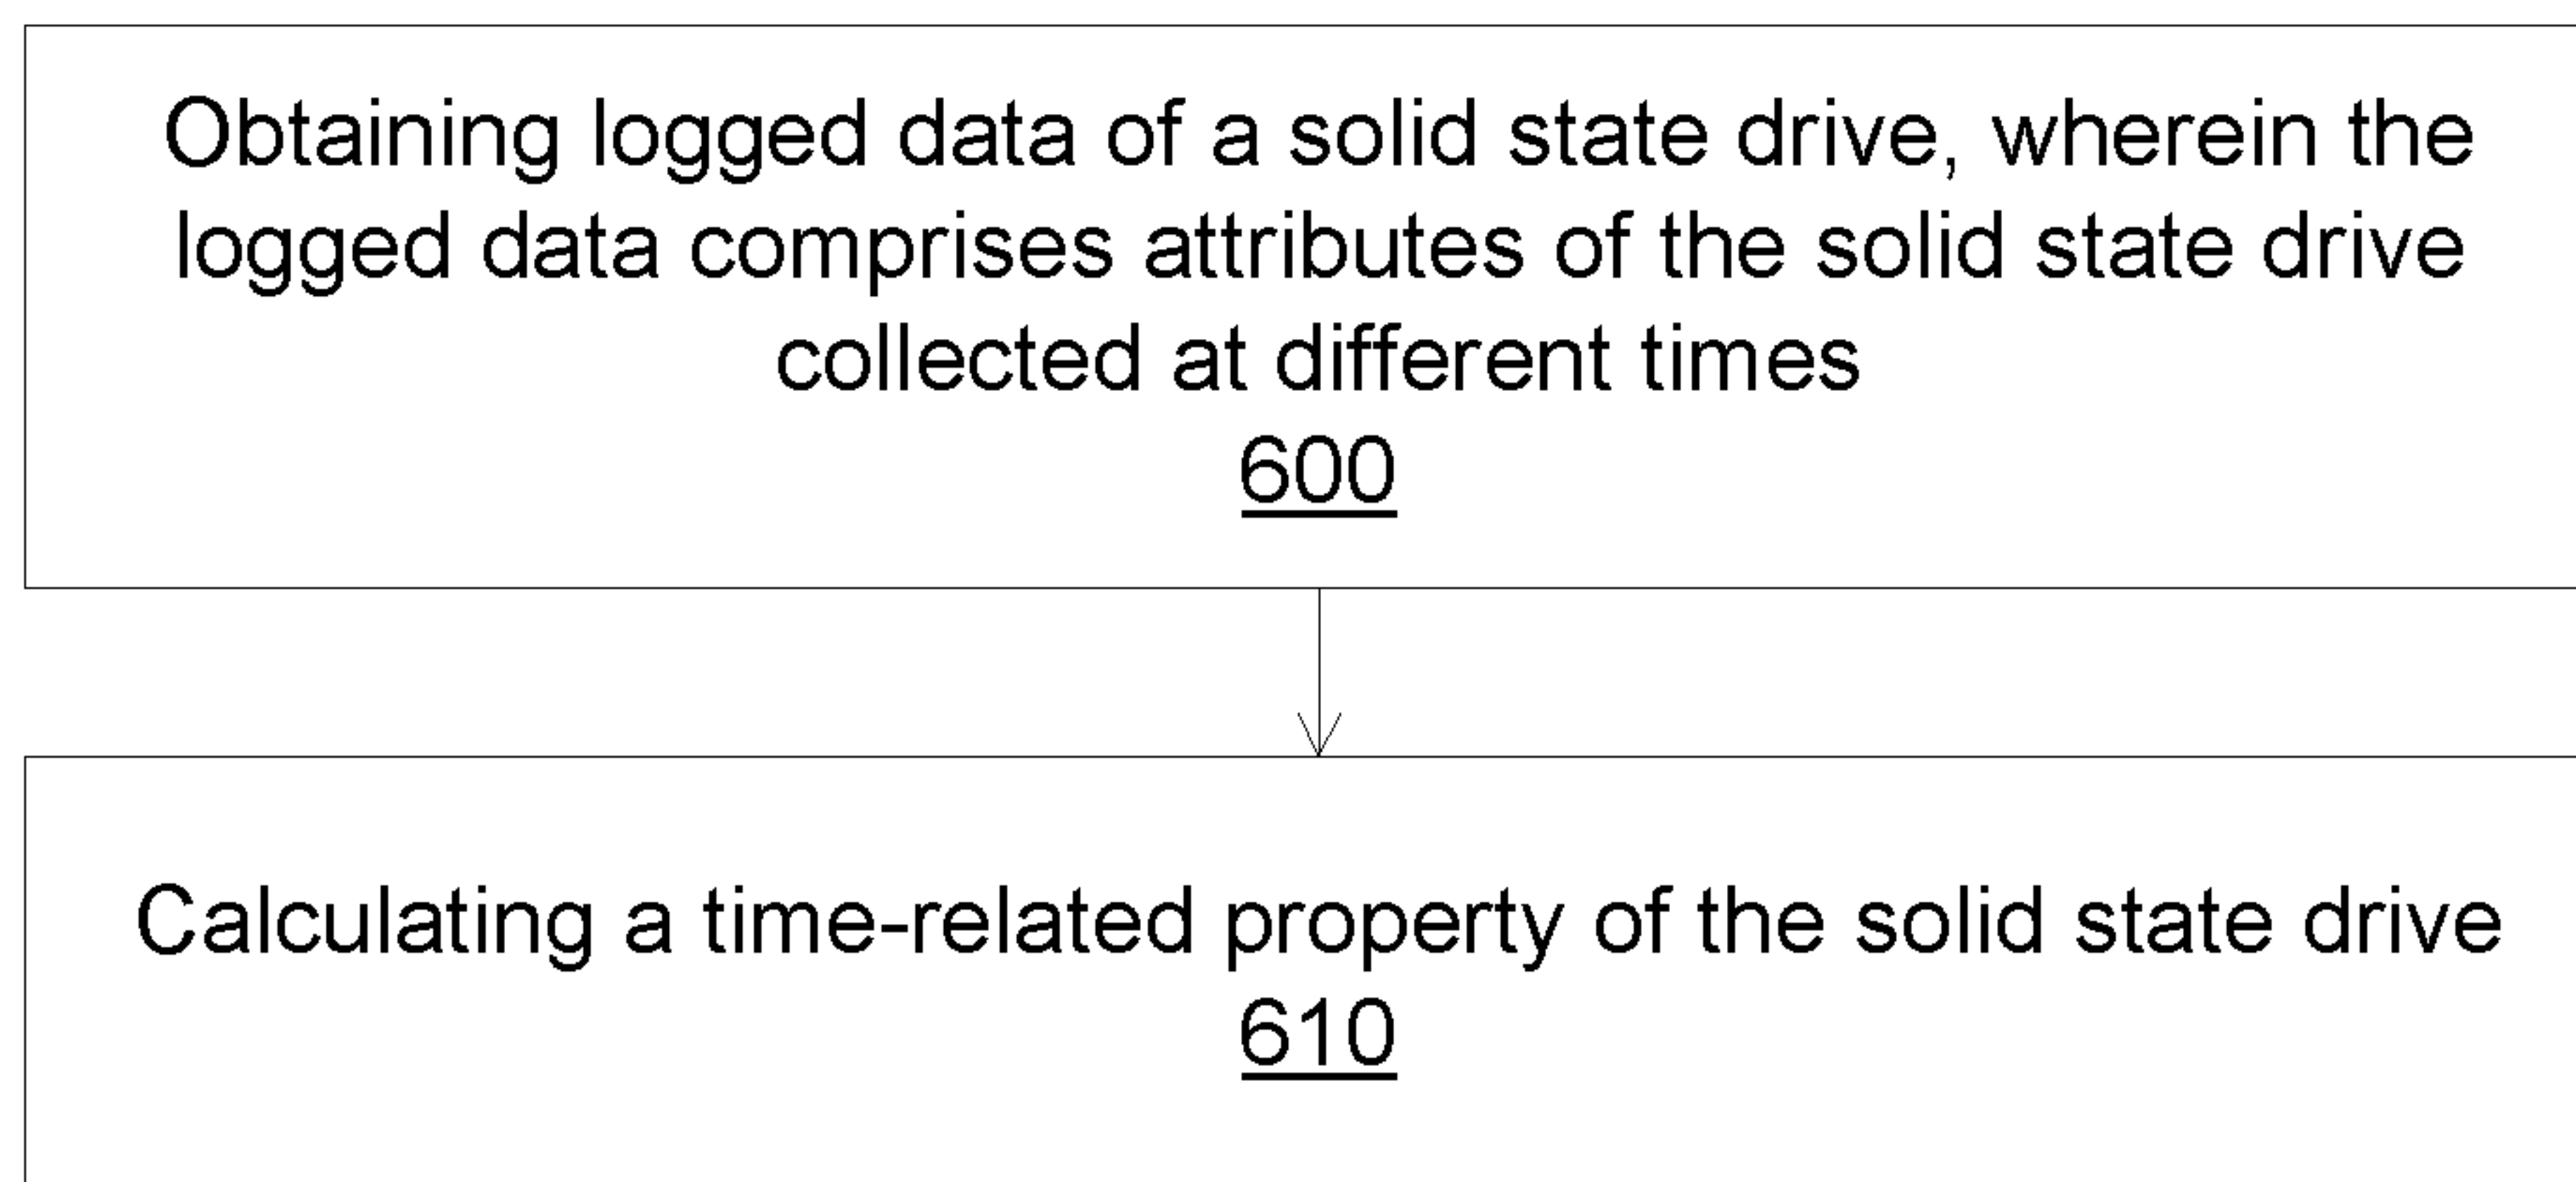 Obtaining logged data of a solid state drive, wherein the
logged data comprises attributes of the solid state drive
collected at different times
600
Calculating a time-related property of the solid state drive
610